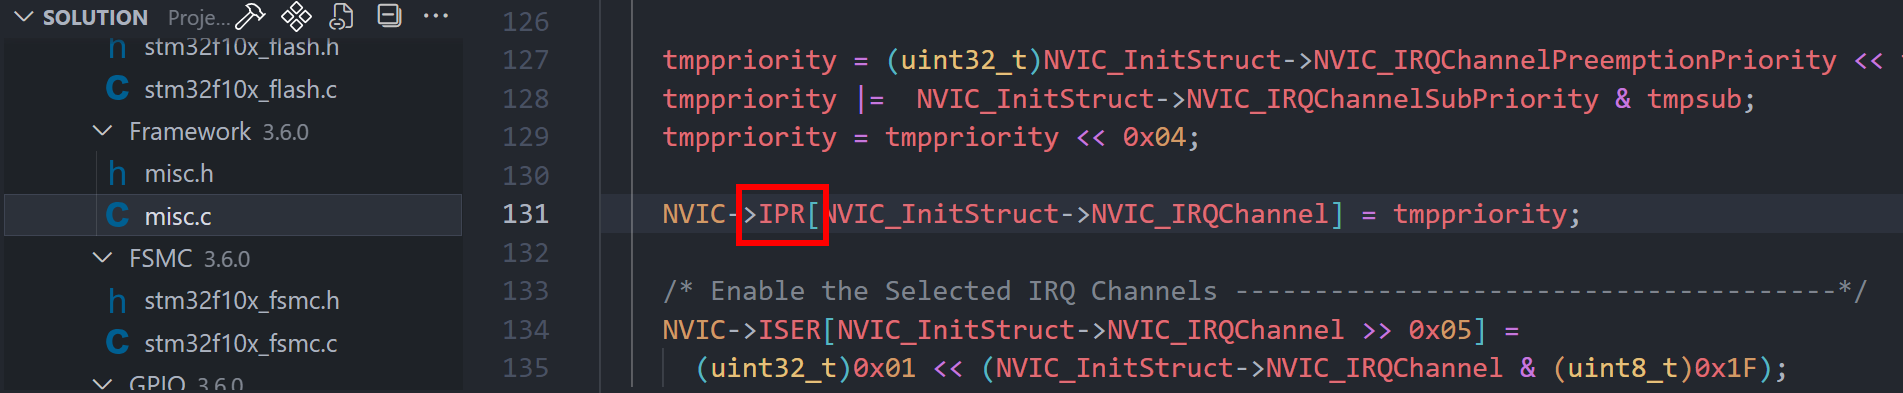 SOLUTION Proje...
stm32f10x_flash.h
stm32f10x_flash.c
Framework 3.6.0
misc.h
misc.c
FSMC 3.6.0
stm32f10x_fsmc.h
stm32f10x_fsmc.c
GPIO 3.6.0
126
127 tmppriority = (uint32_t)NVIC_InitStruct->NVIC_IRQChannelPreemptionPriority <<
128 tmppriority |=  NVIC_InitStruct->NVIC_IRQChannelSubPriority & tmpsub;
129 tmppriority = tmppriority << 0x04;
130
131 NVIC->IPR[NVIC_InitStruct->NVIC_IRQChannel] = tmppriority;
132
133 /* Enable the Selected IRQ Channels --------------------------------------*/
134 NVIC->ISER[NVIC_InitStruct->NVIC_IRQChannel >> 0x05] =
135 (uint32_t)0x01 << (NVIC_InitStruct->NVIC_IRQChannel & (uint8_t)0x1F);